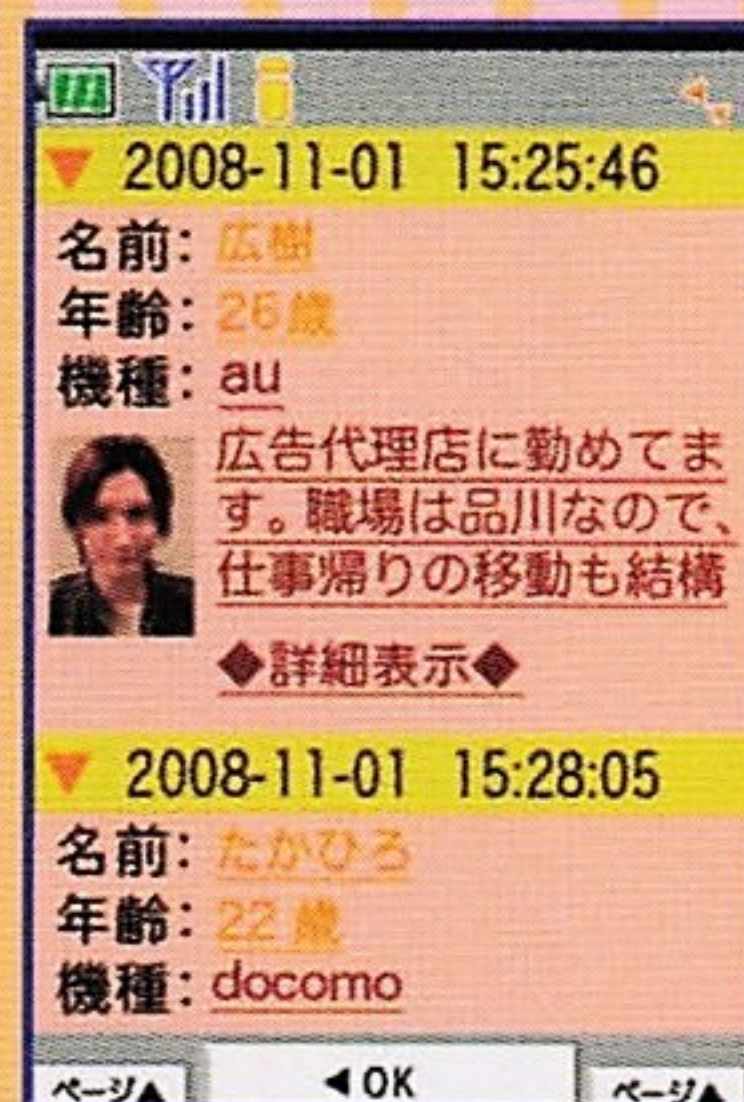 ▼ 2008-11-01 15:25:46
名前：広樹
年齢：26歳
機種：au
広告代理店に勤めてま
す。職場は品川なので、
仕事帰りの移動も結構
◆詳細表示◆
▼ 2008-11-01 15:28:05
名前：たかひろ
年齢：22歳
機種：docomo
ページ▲ ◀OK ページ▲